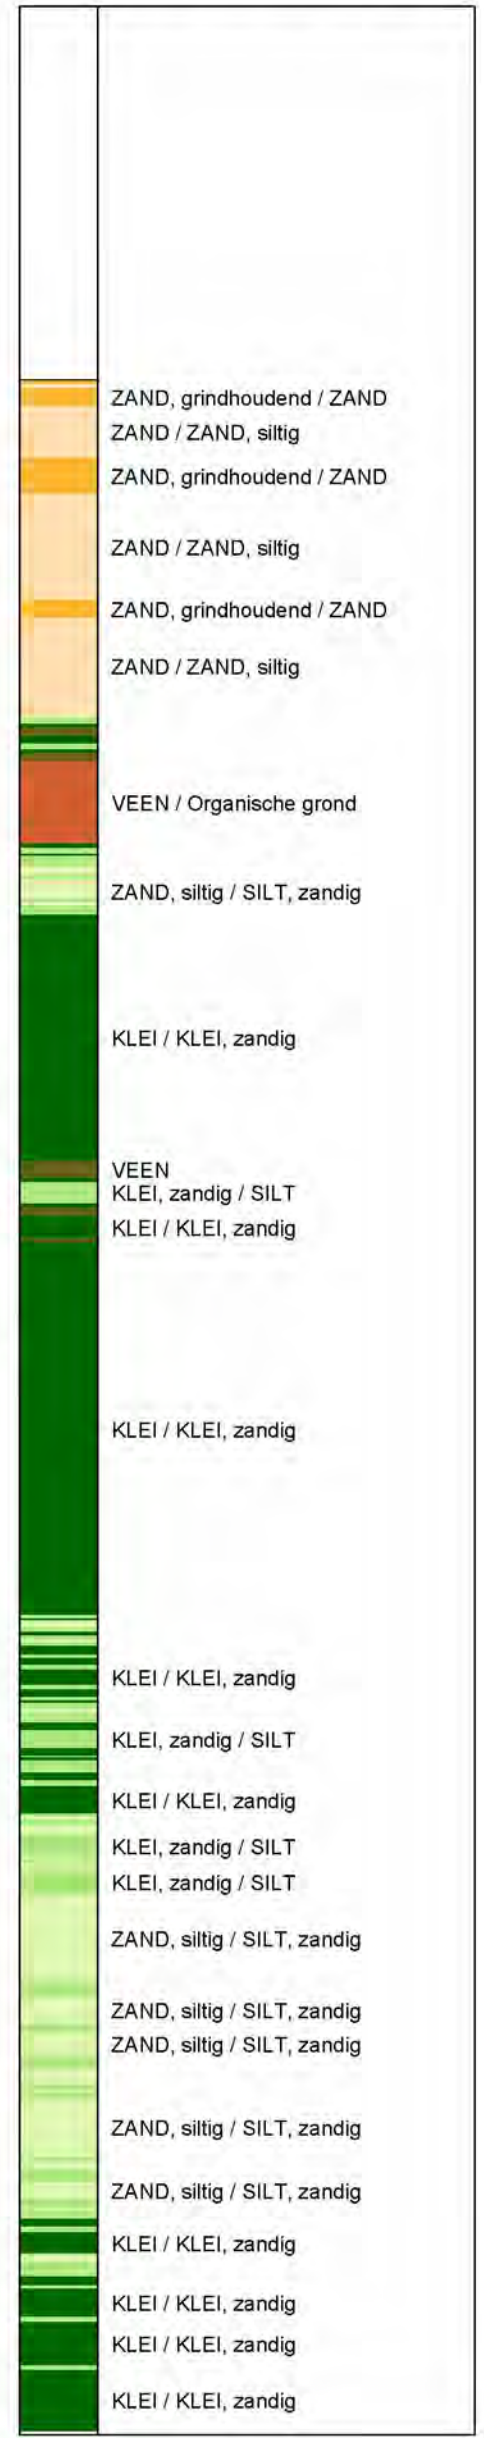 ZAND, grindhoudend / ZAND
ZAND / ZAND, siltig
ZAND, grindhoudend / ZAND
ZAND / ZAND, siltig
ZAND, grindhoudend / ZAND
ZAND / ZAND, siltig
VEEN / Organische grond
ZAND, siltig / SILT, zandig
KLEI / KLEI, zandig
VEEN
KLEI, zandig / SILT
KLEI / KLEI, zandig
KLEI / KLEI, zandig
KLEI / KLEI, zandig
KLEI, zandig / SILT
KLEI / KLEI, zandig
KLEI, zandig / SILT
KLEI, zandig / SILT
ZAND, siltig / SILT, zandig
ZAND, siltig / SILT, zandig
ZAND, siltig / SILT, zandig
ZAND, siltig / SILT, zandig
ZAND, siltig / SILT, zandig
KLEI / KLEI, zandig
KLEI / KLEI, zandig
KLEI / KLEI, zandig
KLEI / KLEI, zandig